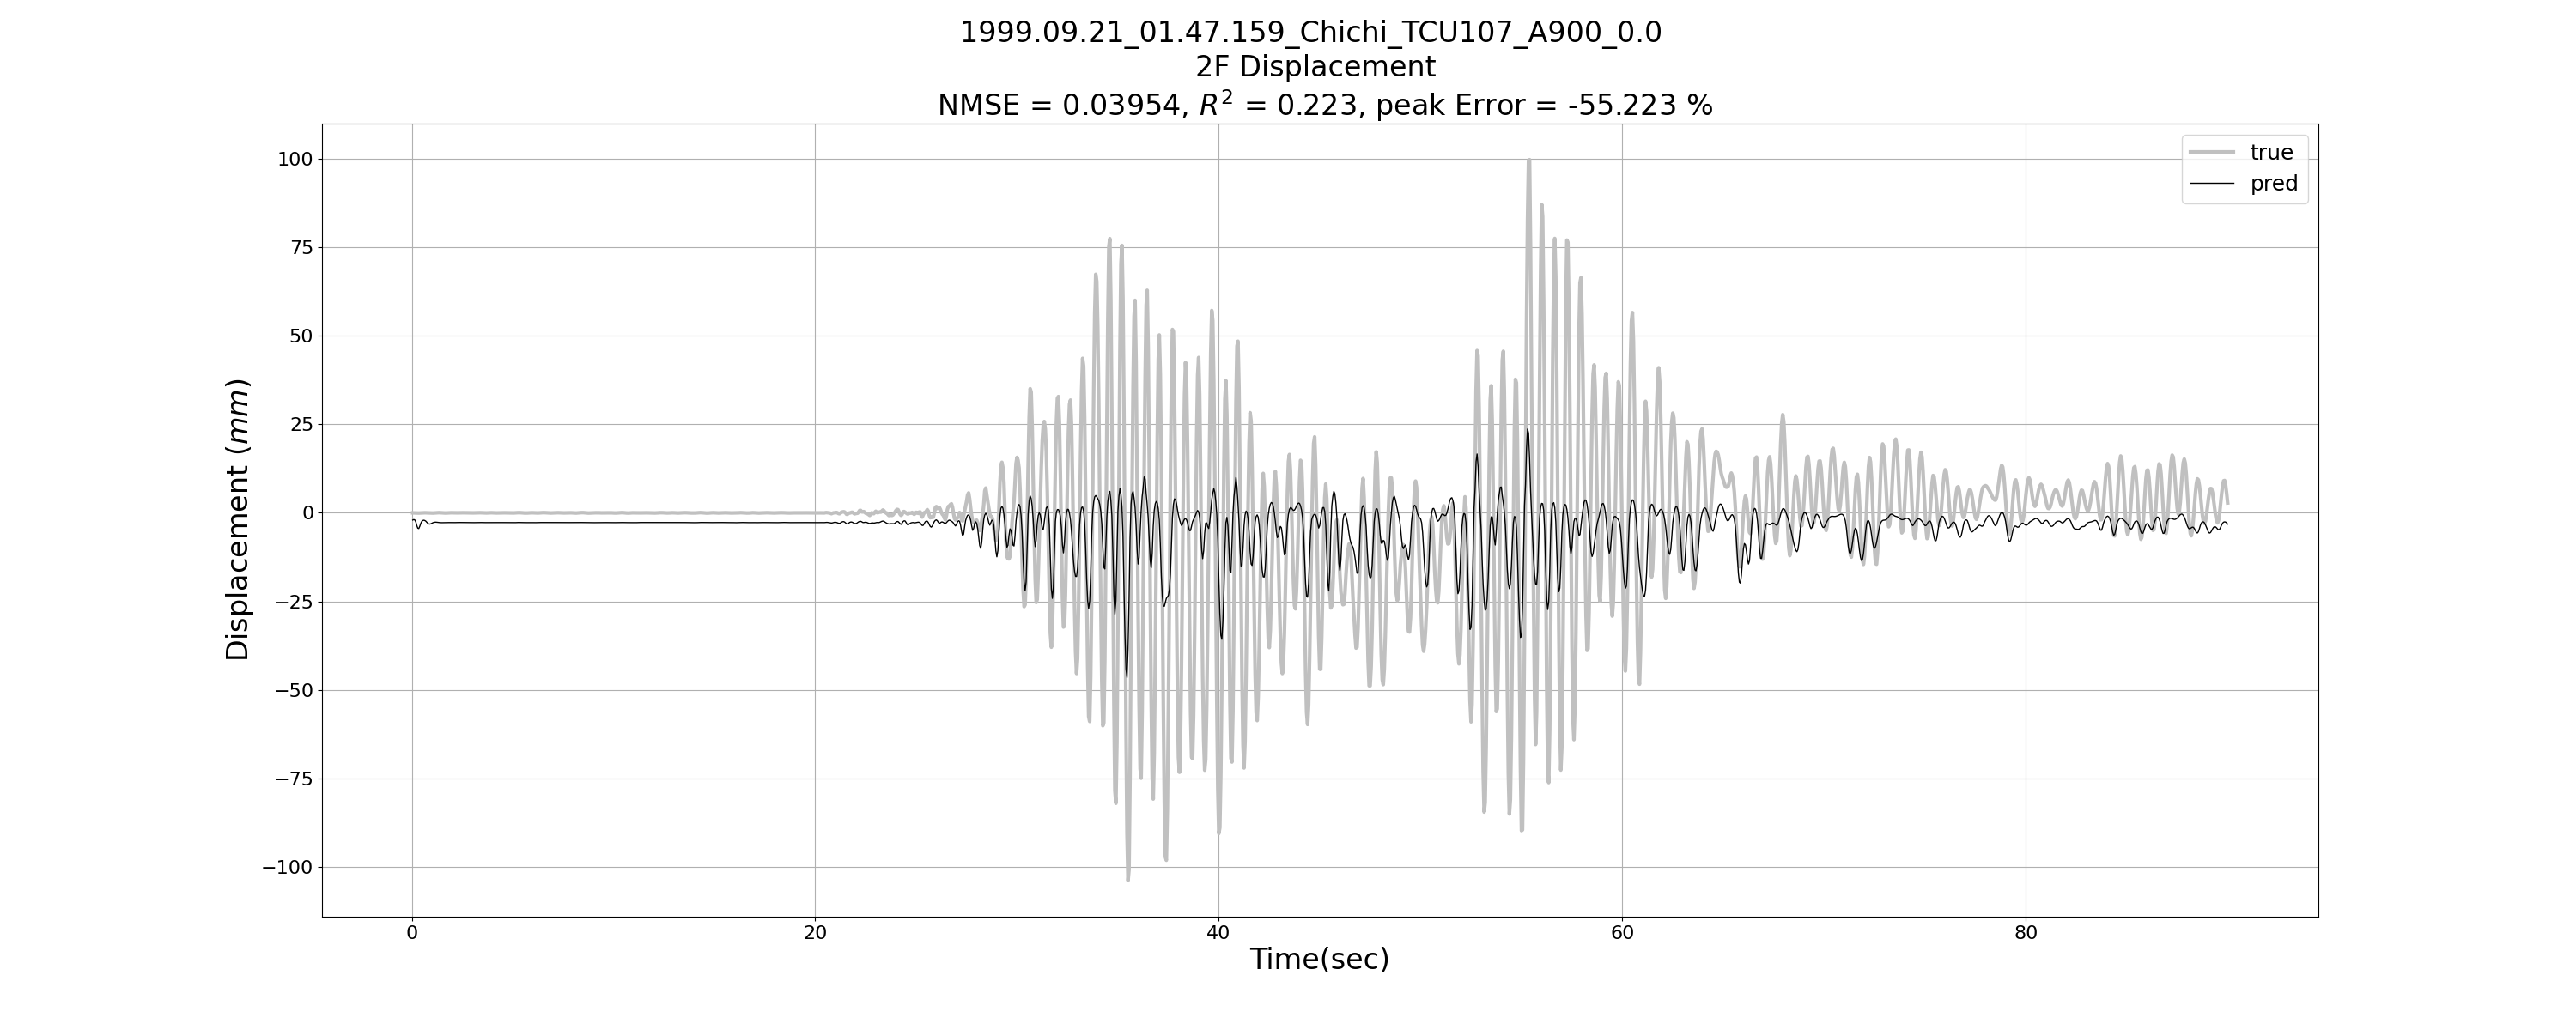 1999.09.21_01.47.159_Chichi_TCU107_A900_0.0
2F Displacement
NMSE = 0.03954, R² = 0.223, peak Error = -55.223 %
true
pred
100
75
50
25
0
−25
−50
−75
−100
Displacement (mm)
0 20 40 60 80
Time(sec)